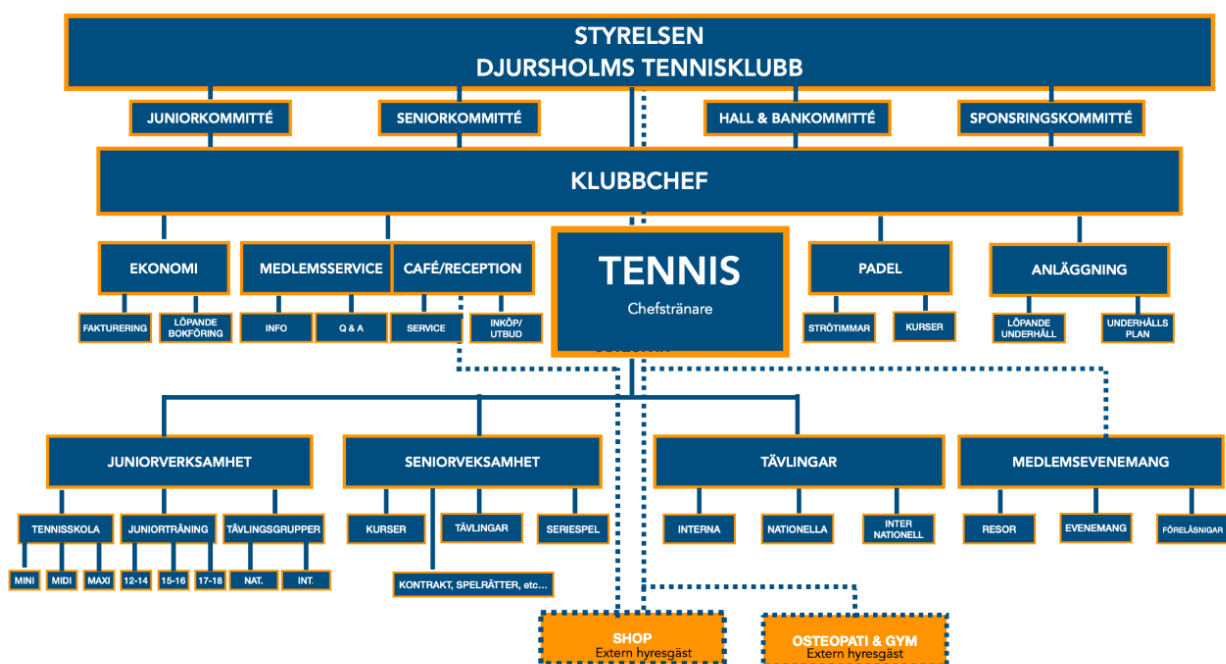 STYRELSEN
DJURSHOLMS TENNISKLUBB
JUNIORKOMMITTÉ
SENIORKOMMITTÉ
HALL & BANKOMMITTÉ
SPONSRINGSKOMMITTÉ
KLUBBCHEF
EKONOMI
MEDLEMSSERVICE
CAFÉ/RECEPTION
TENNIS
Chefstränare
PADEL
ANLÄGGNING
FAKTURERING
LÖPANDE
BOKFÖRING
INFO
Q & A
SERVICE
INKÖP/
UTBUD
STRÖTIMMAR
KURSER
LÖPANDE
UNDERHÅLL
UNDERHÅLLS
PLAN
JUNIORVERKSAMHET
SENIORVEKSAMHET
TÄVLINGAR
MEDLEMSEVENEMANG
TENNISSKOLA
JUNIORTRÄNING
TÄVLINGSGRUPPER
KURSER
TÄVLINGAR
SERIESPEL
INTERNA
NATIONELLA
INTER
NATIONELL
RESOR
EVENEMANG
FÖRELÄSNIGAR
MINI
MIDI
MAXI
12-14
15-16
17-18
NAT.
INT.
KONTRAKT, SPELRÄTTER, etc...
SHOP
Extern hyresgäst
OSTEOPATI & GYM
Extern hyresgäst